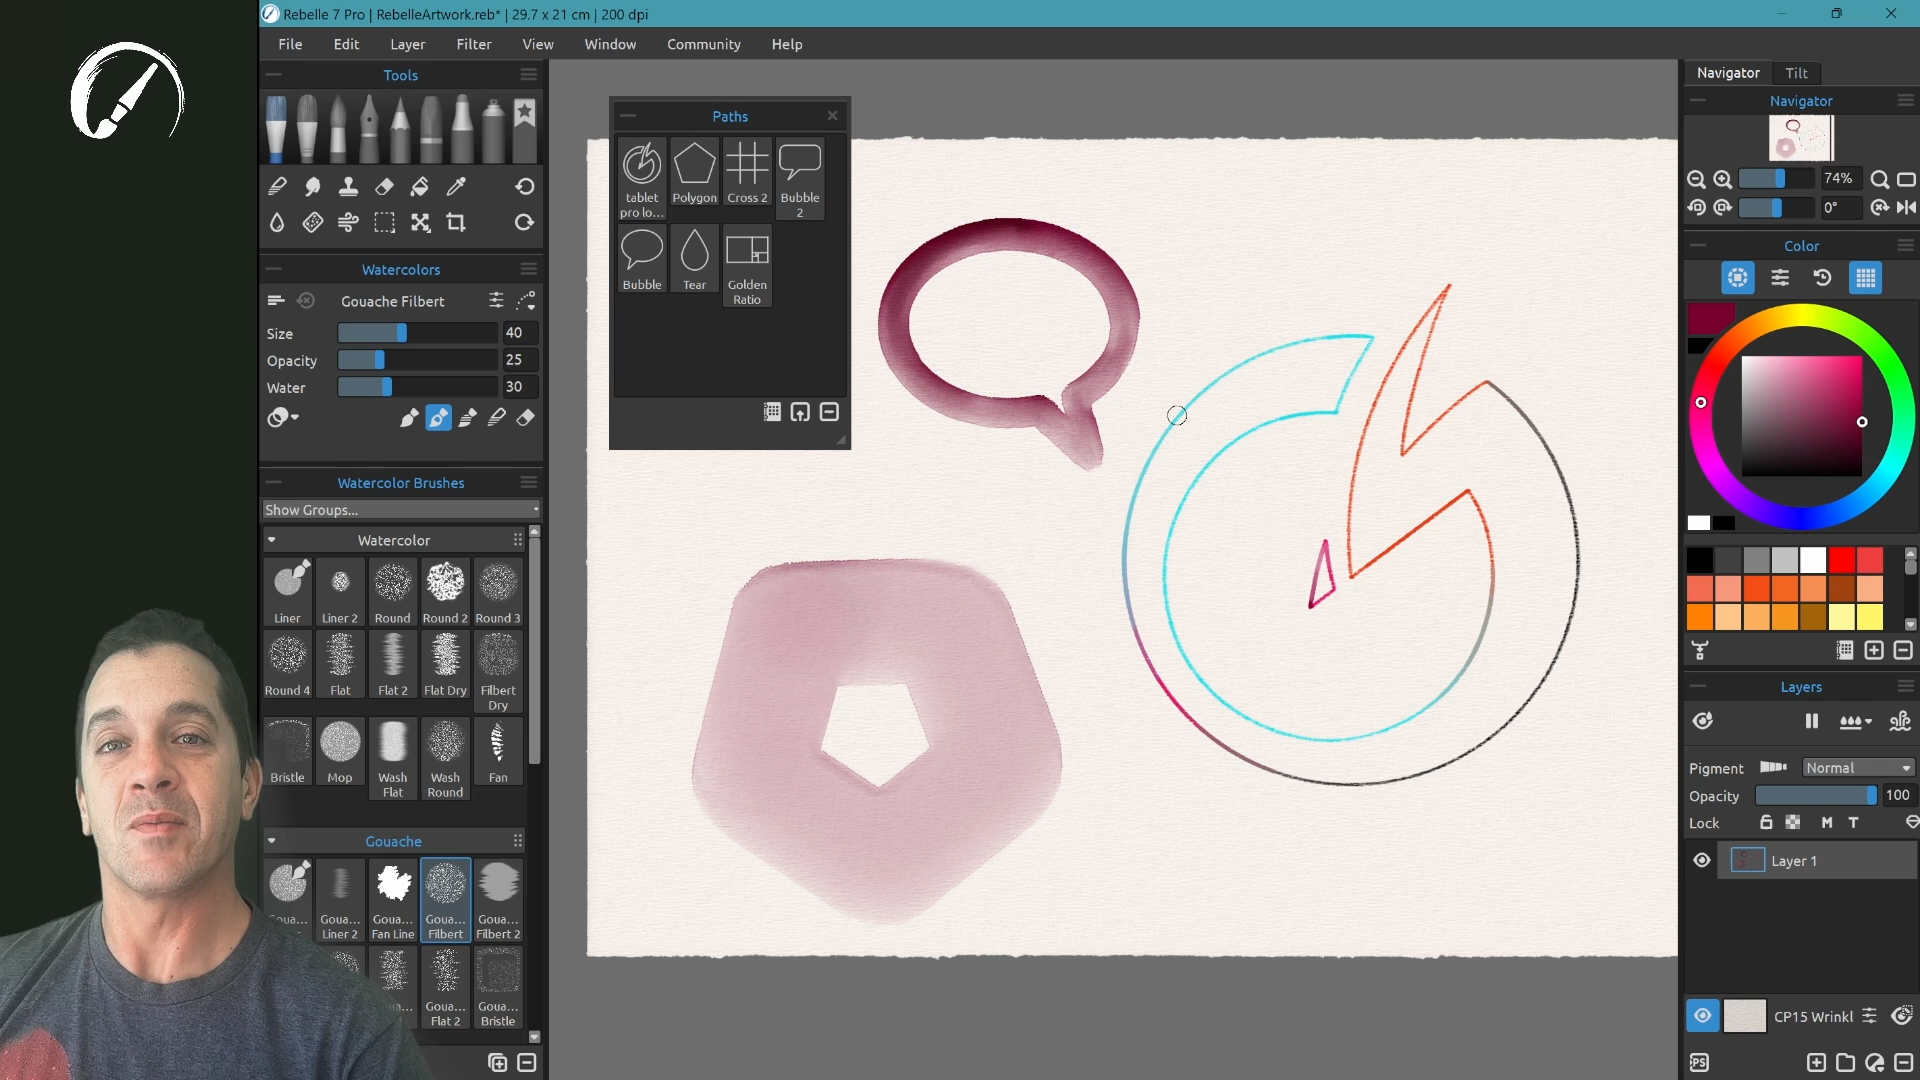 Rebelle 7 Pro | RebelleArtwork.reb* | 29.7 x 21 cm | 200 dpi
File Edit Layer Filter View Window Community Help
Tools
Watercolors
Gouache Filbert
Size 40
Opacity 25
Water 30
Watercolor Brushes
Show Groups...
Watercolor
Liner Liner 2 Round Round 2 Round 3
Round 4 Flat Flat 2 Flat Dry Filbert Dry
Bristle Mop Wash Flat Wash Round Fan
Gouache
Goua... Goua... Liner 2 Goua... Fan Line Goua... Filbert Goua... Filbert 2
Goua... Flat 2 Goua... Bristle
Paths
tablet pro lo... Polygon Cross 2 Bubble 2
Bubble Tear Golden Ratio
Navigator Tilt
Navigator
74%
0°
Color
Layers
Pigment Normal
Opacity 100
Lock M T
Layer 1
CP15 Wrinkl
PS